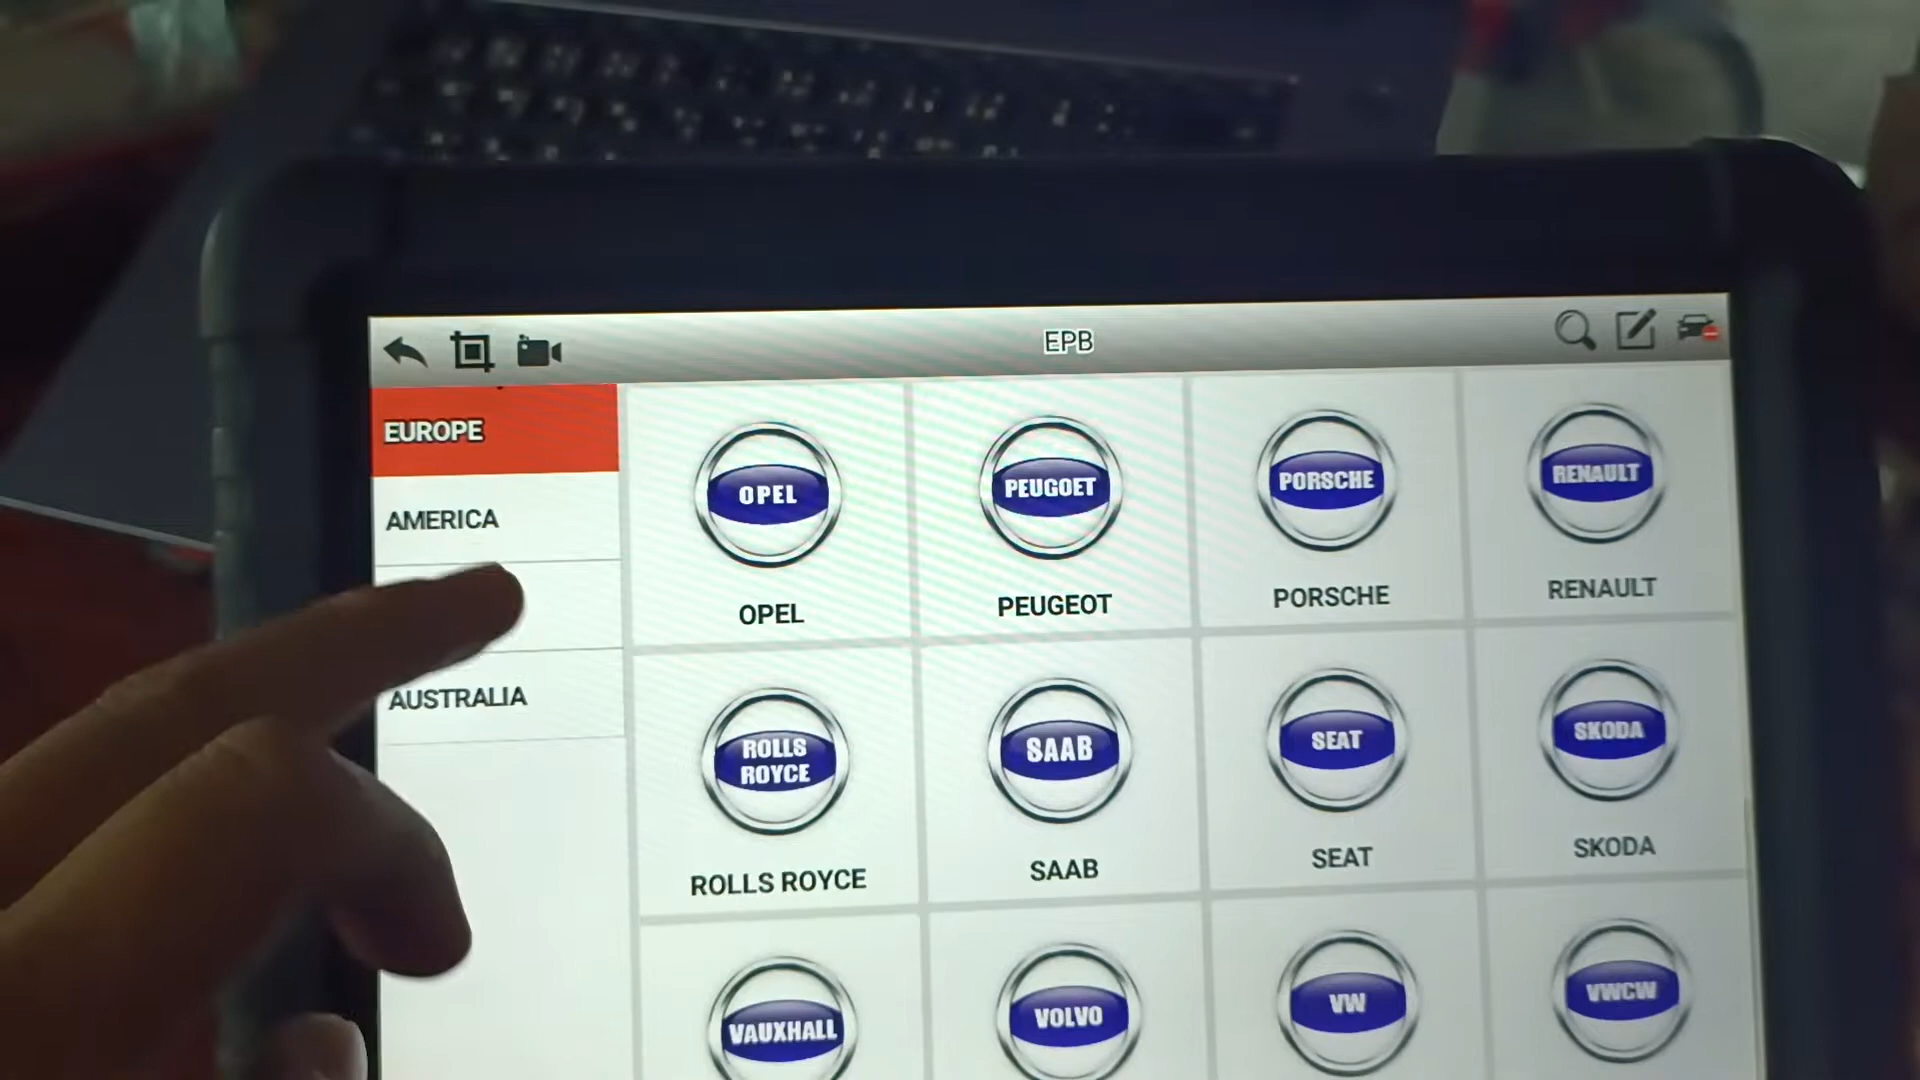 EPB
EUROPE
AMERICA
AUSTRALIA
OPEL
PEUGOET
PORSCHE
RENAULT
OPEL
PEUGEOT
PORSCHE
RENAULT
ROLLS
ROYCE
SAAB
SEAT
SKODA
ROLLS ROYCE
SAAB
SEAT
SKODA
VAUXHALL
VOLVO
VW
VWCW